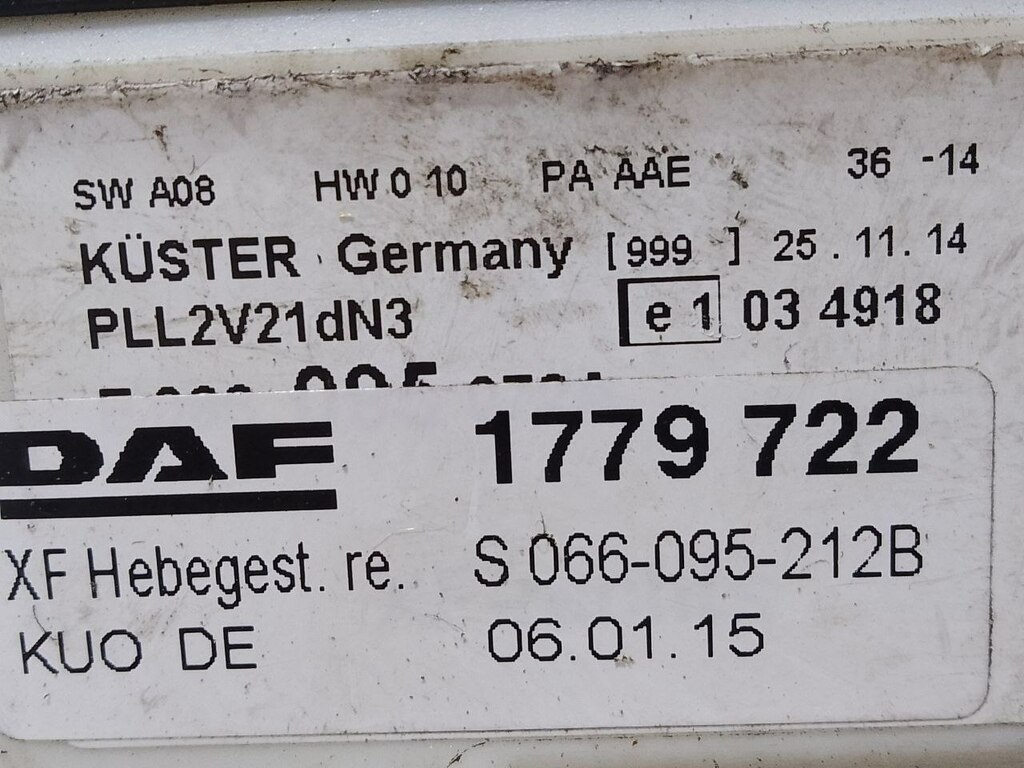 SW A08 HW 0 10 PA AAE 36 -14
KÜSTER Germany [999 ] 25.11.14
PLL2V21dN3 e1 03 4918
DAF 1779 722
XF Hebegest. re. S 066-095-212B
KUO DE 06.01.15